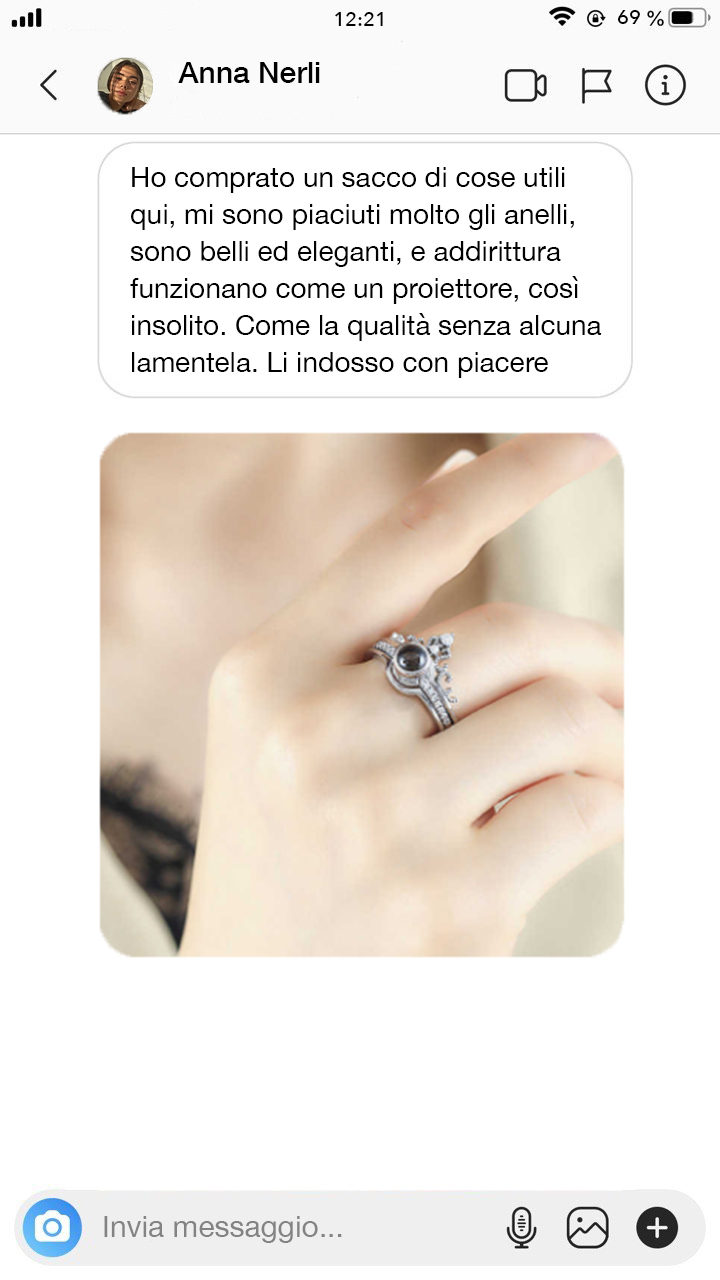 12:21
69 %
Anna Nerli
Ho comprato un sacco di cose utili
qui, mi sono piaciuti molto gli anelli,
sono belli ed eleganti, e addirittura
funzionano come un proiettore, così
insolito. Come la qualità senza alcuna
lamentela. Li indosso con piacere
Invia messaggio...